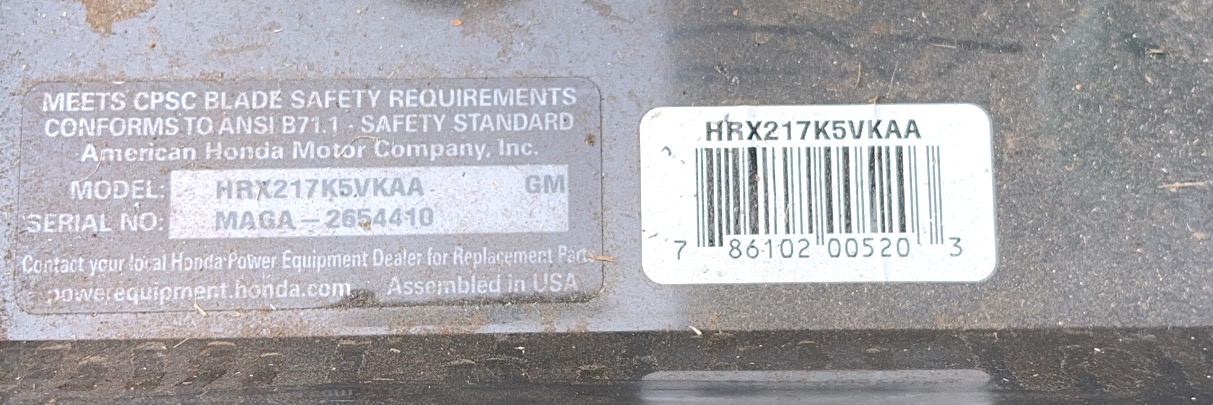 MEETS CPSC BLADE SAFETY REQUIREMENTS
CONFORMS TO ANSI B71.1 - SAFETY STANDARD
American Honda Motor Company, Inc.
MODEL: HRX217K5VKAA GM
SERIAL NO: MAGA-2654410
Contact your local Honda Power Equipment Dealer for Replacement Parts
powerequipment.honda.com Assembled in USA
HRX217K5VKAA
7 86102 00520 3